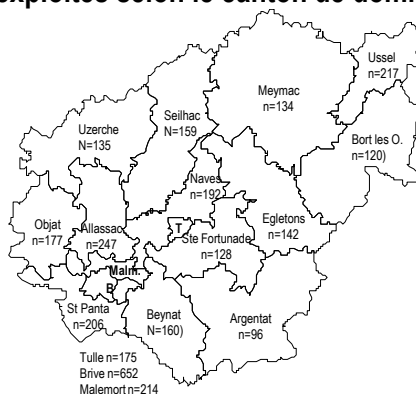 exploités selon le canton de domi
Ussel
n=217
Meymac
n=134
Seilhac
n=159
Uzerche
N=135
Bort les O.
n=120)
Naves
n=192
Objat
n=177
Allassac
n=247
T
Ste Fortunade
n=128
Egletons
n=142
Malm.
B
St Panta
n=206
Beynat
N=160)
Argentat
n=96
Tulle n=175
Brive n=652
Malemort n=214